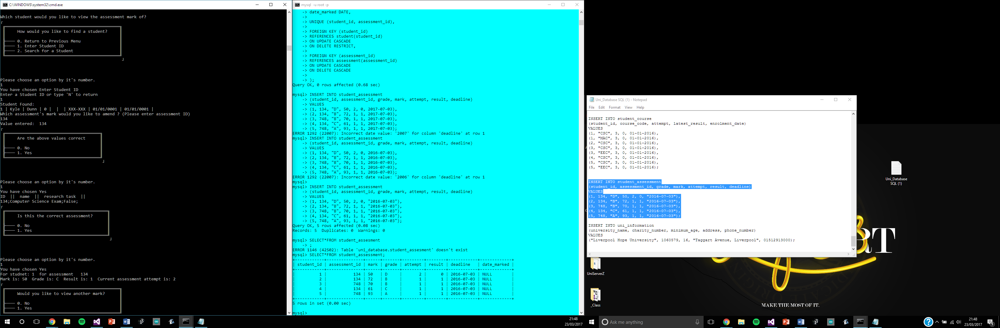 C:\WINDOWS\system32\cmd.exe
Which student would you like to view the assessment mark of?
How would you like to find a student?
0. Return to Previous Menu
1. Enter Student ID
2. Search for a Student
Please choose an option by it's number.
1
You have chosen Enter Student ID
Enter a Student ID or type 'N' to return
1
Student Found:
1 | Kyle | Dunn | 0 |  |  | XXX-XXX | 01/01/0001 | 01/01/0001 |
Which assessment's mark would you like to amend ? (Please enter assessment ID)
134
Value entered:  134
Are the above values correct
0. No
1. Yes
Please choose an option by it's number.
1
You have chosen Yes
ID  ||  name  ||  research task  ||
134;Computer Science Exam;False;
Is this the correct assessment?
0. No
1. Yes
Please choose an option by it's number.
1
You have chosen Yes
For studnet: 1  for assessment   134
Mark is: 50  Grade is: C  Result is: 1  Current assessment attempt is: 2
Would you like to view another mark?
0. No
1. Yes
mysql  -u root -p
-> date_marked DATE,
->
-> UNIQUE (student_id, assessment_id),
->
-> FOREIGN KEY (student_id)
-> REFERENCES student(student_id)
-> ON UPDATE CASCADE
-> ON DELETE RESTRICT,
->
-> FOREIGN KEY (assessment_id)
-> REFERENCES assessment(assessment_id)
-> ON UPDATE CASCADE
-> ON DELETE CASCADE
->
-> );
Query OK, 0 rows affected (0.68 sec)
mysql> INSERT INTO student_assessment
-> (student_id, assessment_id, grade, mark, attempt, result, deadline)
-> VALUES
-> (1, 134, "D", 50, 2, 0, 2017-07-03),
-> (2, 134, "B", 72, 1, 1, 2017-07-03),
-> (3, 748, "B", 70, 1, 1, 2017-07-03),
-> (4, 134, "C", 61, 1, 1, 2017-07-03),
-> (5, 748, "A", 93, 1, 1, 2017-07-03);
ERROR 1292 (22007): Incorrect date value: '2007' for column 'deadline' at row 1
mysql> INSERT INTO student_assessment
-> (student_id, assessment_id, grade, mark, attempt, result, deadline)
-> VALUES
-> (1, 134, "D", 50, 2, 0, 2016-07-03),
-> (2, 134, "B", 72, 1, 1, 2016-07-03),
-> (3, 748, "B", 70, 1, 1, 2016-07-03),
-> (4, 134, "C", 61, 1, 1, 2016-07-03),
-> (5, 748, "A", 93, 1, 1, 2016-07-03);
ERROR 1292 (22007): Incorrect date value: '2006' for column 'deadline' at row 1
mysql>
mysql> INSERT INTO student_assessment
-> (student_id, assessment_id, grade, mark, attempt, result, deadline)
-> VALUES
-> (1, 134, "D", 50, 2, 0, "2016-07-03"),
-> (2, 134, "B", 72, 1, 1, "2016-07-03"),
-> (3, 748, "B", 70, 1, 1, "2016-07-03"),
-> (4, 134, "C", 61, 1, 1, "2016-07-03"),
-> (5, 748, "A", 93, 1, 1, "2016-07-03");
Query OK, 5 rows affected (0.08 sec)
Records: 5  Duplicates: 0  Warnings: 0
mysql> SELECT*FROM student_assesment
-> ;
ERROR 1146 (42S02): Table 'uni_database.student_assesment' doesn't exist
mysql> SELECT*FROM student_assessment;
| student_id | assessment_id | mark | grade | attempt | result | deadline | date_marked |
| 1 | 134 | 50 | D | 2 | 0 | 2016-07-03 | NULL |
| 2 | 134 | 72 | B | 1 | 1 | 2016-07-03 | NULL |
| 3 | 748 | 70 | B | 1 | 1 | 2016-07-03 | NULL |
| 4 | 134 | 61 | C | 1 | 1 | 2016-07-03 | NULL |
| 5 | 748 | 93 | A | 1 | 1 | 2016-07-03 | NULL |
5 rows in set (0.00 sec)
mysql>
Uni_Database SQL (1) - Notepad
File Edit Format View Help
INSERT INTO student_course
(student_id, course_code, attempt, latest_result, enrolment_date)
VALUES
(1, "CSC", 3, 0, 01-01-2016),
(1, "MAC", 3, 0, 01-01-2016),
(2, "CSC", 3, 0, 01-01-2016),
(3, "CSC", 3, 0, 01-01-2016),
(3, "EEC", 3, 0, 01-01-2016),
(4, "CSC", 3, 0, 01-01-2016),
(5, "CSC", 3, 0, 01-01-2016),
(5, "EEC", 3, 0, 01-01-2016);
INSERT INTO student_assessment
(student_id, assessment_id, grade, mark, attempt, result, deadline)
VALUES
(1, 134, "D", 50, 2, 0, "2016-07-03"),
(2, 134, "B", 72, 1, 1, "2016-07-03"),
(3, 748, "B", 70, 1, 1, "2016-07-03"),
(4, 134, "C", 61, 1, 1, "2016-07-03"),
(5, 748, "A", 93, 1, 1, "2016-07-03");
INSERT INTO uni_information
(university_name, charity_number, minimum_age, address, phone_number)
VALUES
("Liverpool Hope University", 1060579, 16, "Taggart Avenue, Liverpool", 01512913000);
Uni_Database
SQL (1)
UniServerZ
_Class
MAKE THE MOST OF IT.
21:48
23/03/2017
Ask me anything
21:48
23/03/2017
5